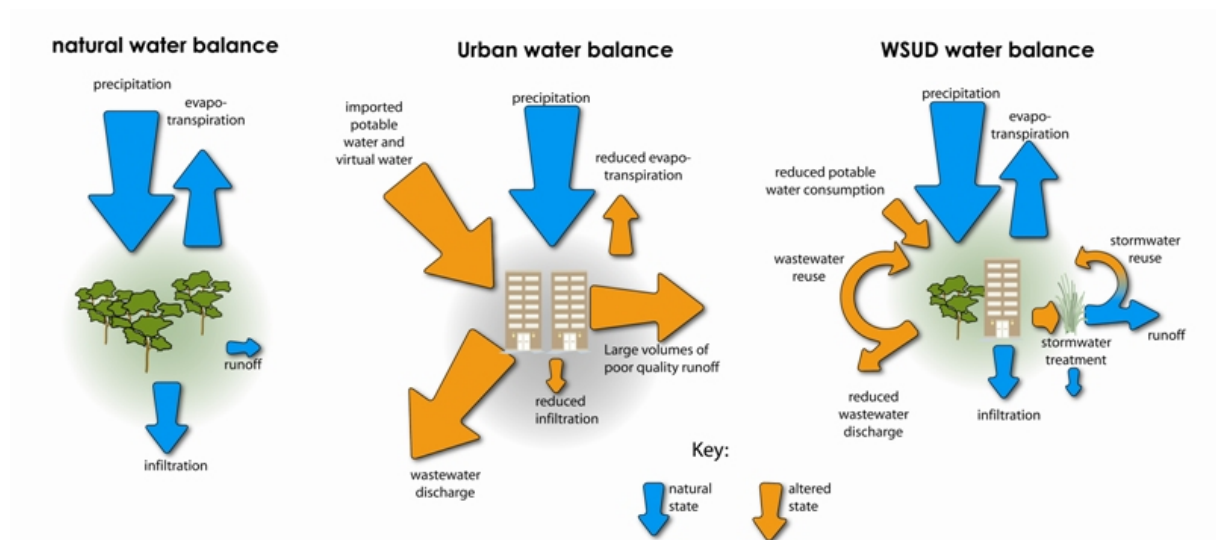 natural water balance
precipitation
evapo-
transpiration
runoff
infiltration
Urban water balance
precipitation
imported
potable
water and
virtual water
reduced evapo-
transpiration
Large volumes of
poor quality runoff
reduced
infiltration
wastewater
discharge
WSUD water balance
precipitation
evapo-
transpiration
reduced potable
water consumption
wastewater
reuse
stormwater
reuse
runoff
stormwater
treatment
reduced
wastewater
discharge
infiltration
Key:
natural
state
altered
state